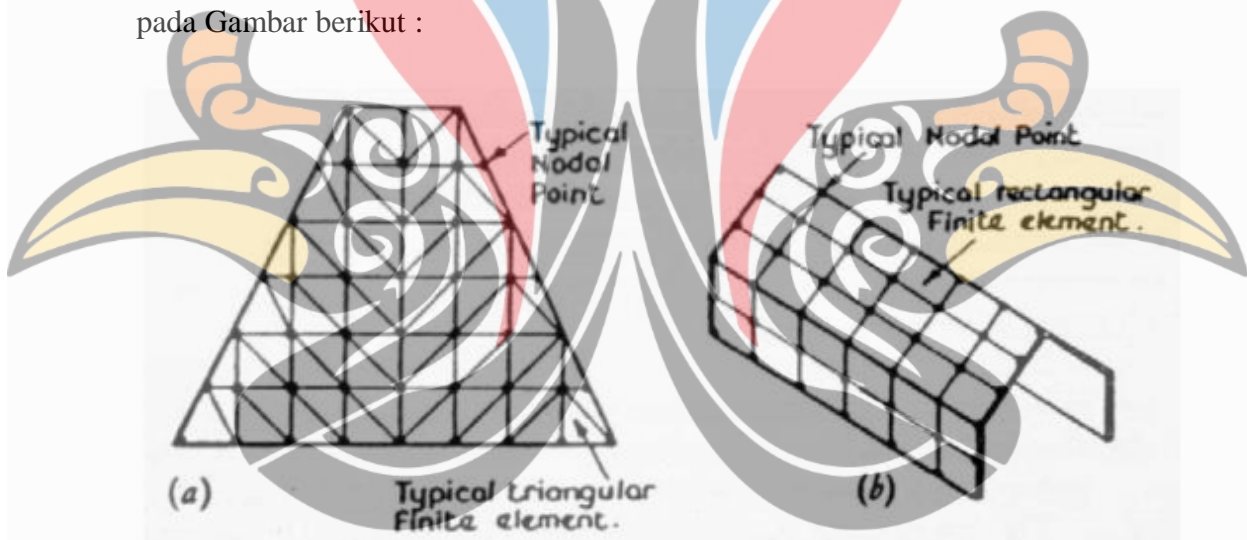 pada Gambar berikut :
Typical
Nodal
Point
Typical Nodal Point
Typical rectangular
Finite element.
(a)
Typical triangular
Finite element.
(b)